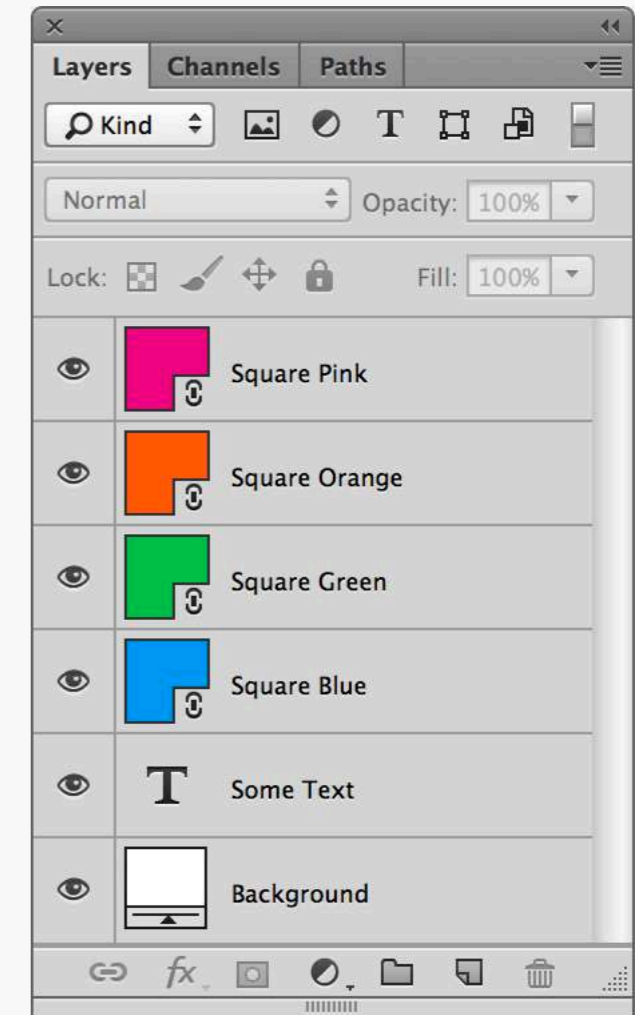 Layers Channels Paths
Kind T
Normal Opacity: 100%
Lock: Fill: 100%
Square Pink
Square Orange
Square Green
Square Blue
T Some Text
Background
fx